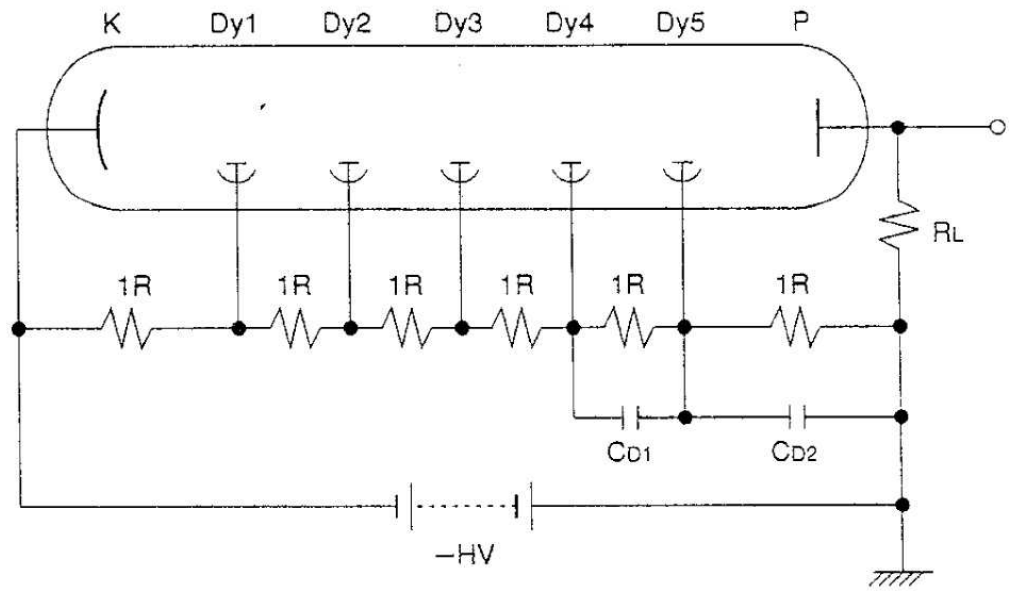 K Dy1 Dy2 Dy3 Dy4 Dy5 P
RL
1R 1R 1R 1R 1R 1R
CD1 CD2
−HV